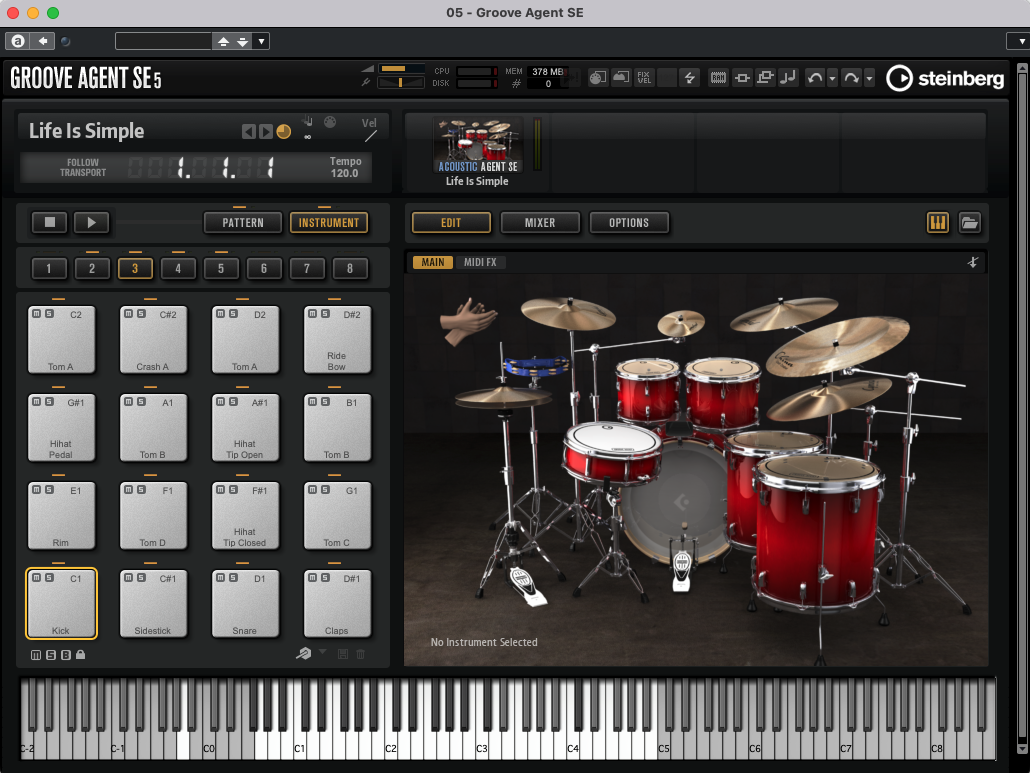 05 - Groove Agent SE
GROOVE AGENT SE 5
CPU
DISK
MEM 378 MB
# 0
FIX VEL
steinberg
Life Is Simple
Vel
FOLLOW TRANSPORT
1. 1. 1
Tempo
120.0
ACOUSTIC AGENT SE
Life Is Simple
PATTERN INSTRUMENT
EDIT MIXER OPTIONS
1 2 3 4 5 6 7 8
MAIN MIDI FX
M S C2
Tom A
M S C#2
Crash A
M S D2
Tom A
M S D#2
Ride
Bow
M S G#1
Hihat
Pedal
M S A1
Tom B
M S A#1
Hihat
Tip Open
M S B1
Tom B
M S E1
Rim
M S F1
Tom D
M S F#1
Hihat
Tip Closed
M S G1
Tom C
M S C1
Kick
M S C#1
Sidestick
M S D1
Snare
M S D#1
Claps
No Instrument Selected
C-2 C-1 C0 C1 C2 C3 C4 C5 C6 C7 C8